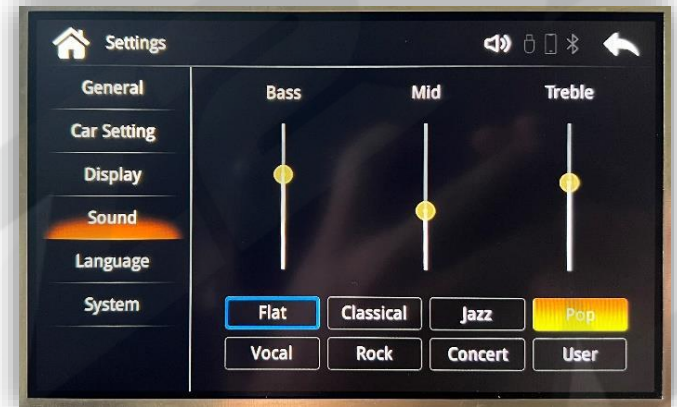 Settings
General
Car Setting
Display
Sound
Language
System
Bass Mid Treble
Flat Classical Jazz Pop
Vocal Rock Concert User